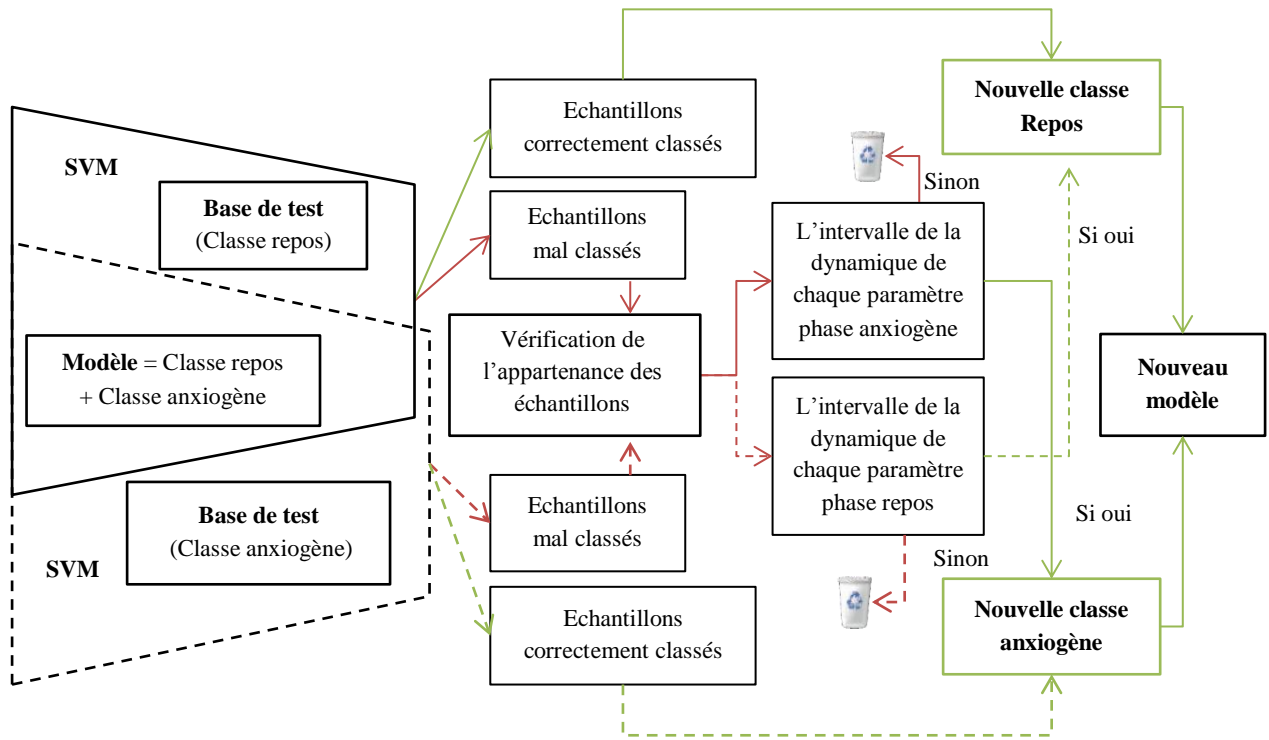 SVM
Base de test
(Classe repos)
Modèle = Classe repos
+ Classe anxiogène
Base de test
(Classe anxiogène)
SVM
Echantillons
correctement classés
Echantillons
mal classés
Vérification de
l'appartenance des
échantillons
Echantillons
mal classés
Echantillons
correctement classés
Sinon
L'intervalle de la
dynamique de
chaque paramètre
phase anxiogène
L'intervalle de la
dynamique de
chaque paramètre
phase repos
Sinon
Nouvelle classe
Repos
Si oui
Nouveau
modèle
Si oui
Nouvelle classe
anxiogène